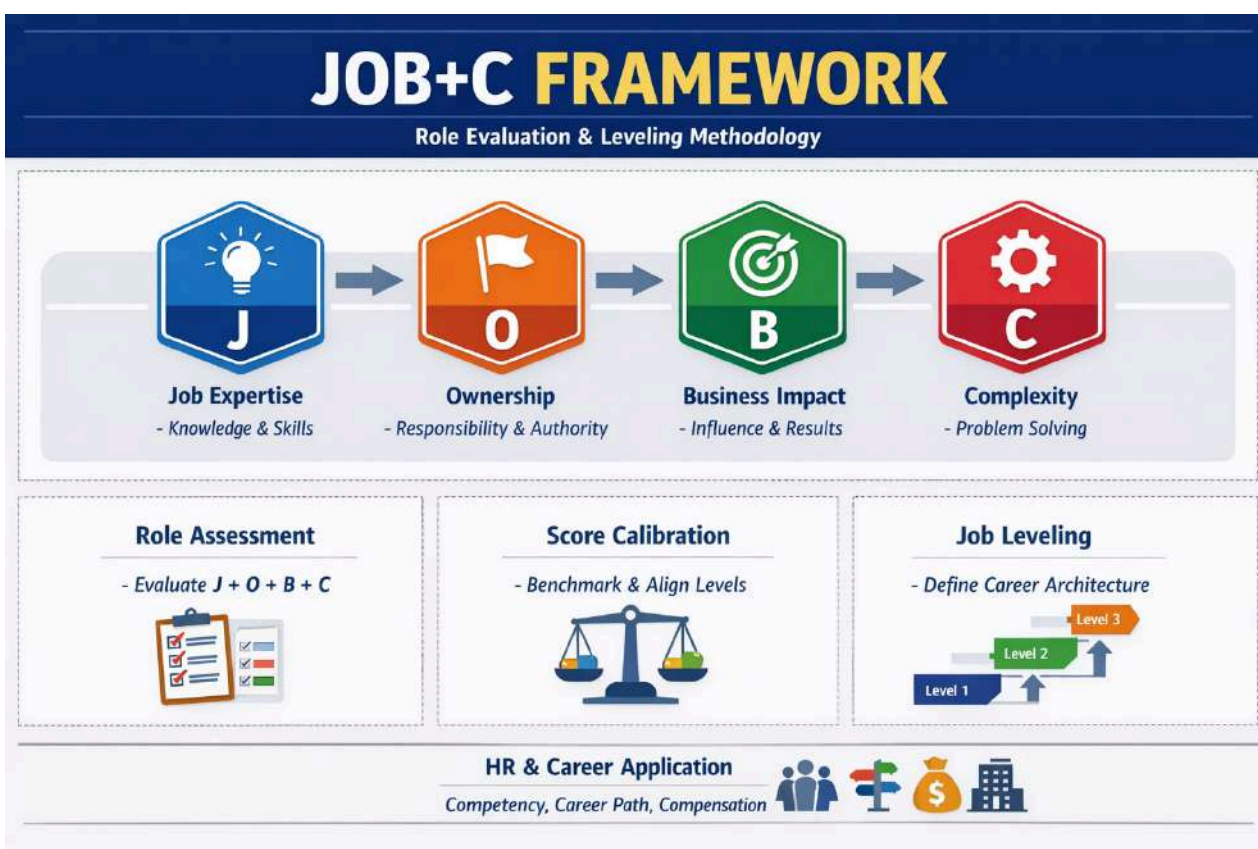 JOB+C FRAMEWORK
Role Evaluation & Leveling Methodology
J
O
B
C
Job Expertise
- Knowledge & Skills
Ownership
- Responsibility & Authority
Business Impact
- Influence & Results
Complexity
- Problem Solving
Role Assessment
- Evaluate J + O + B + C
Score Calibration
- Benchmark & Align Levels
Job Leveling
- Define Career Architecture
Level 3
Level 2
Level 1
HR & Career Application
Competency, Career Path, Compensation
$